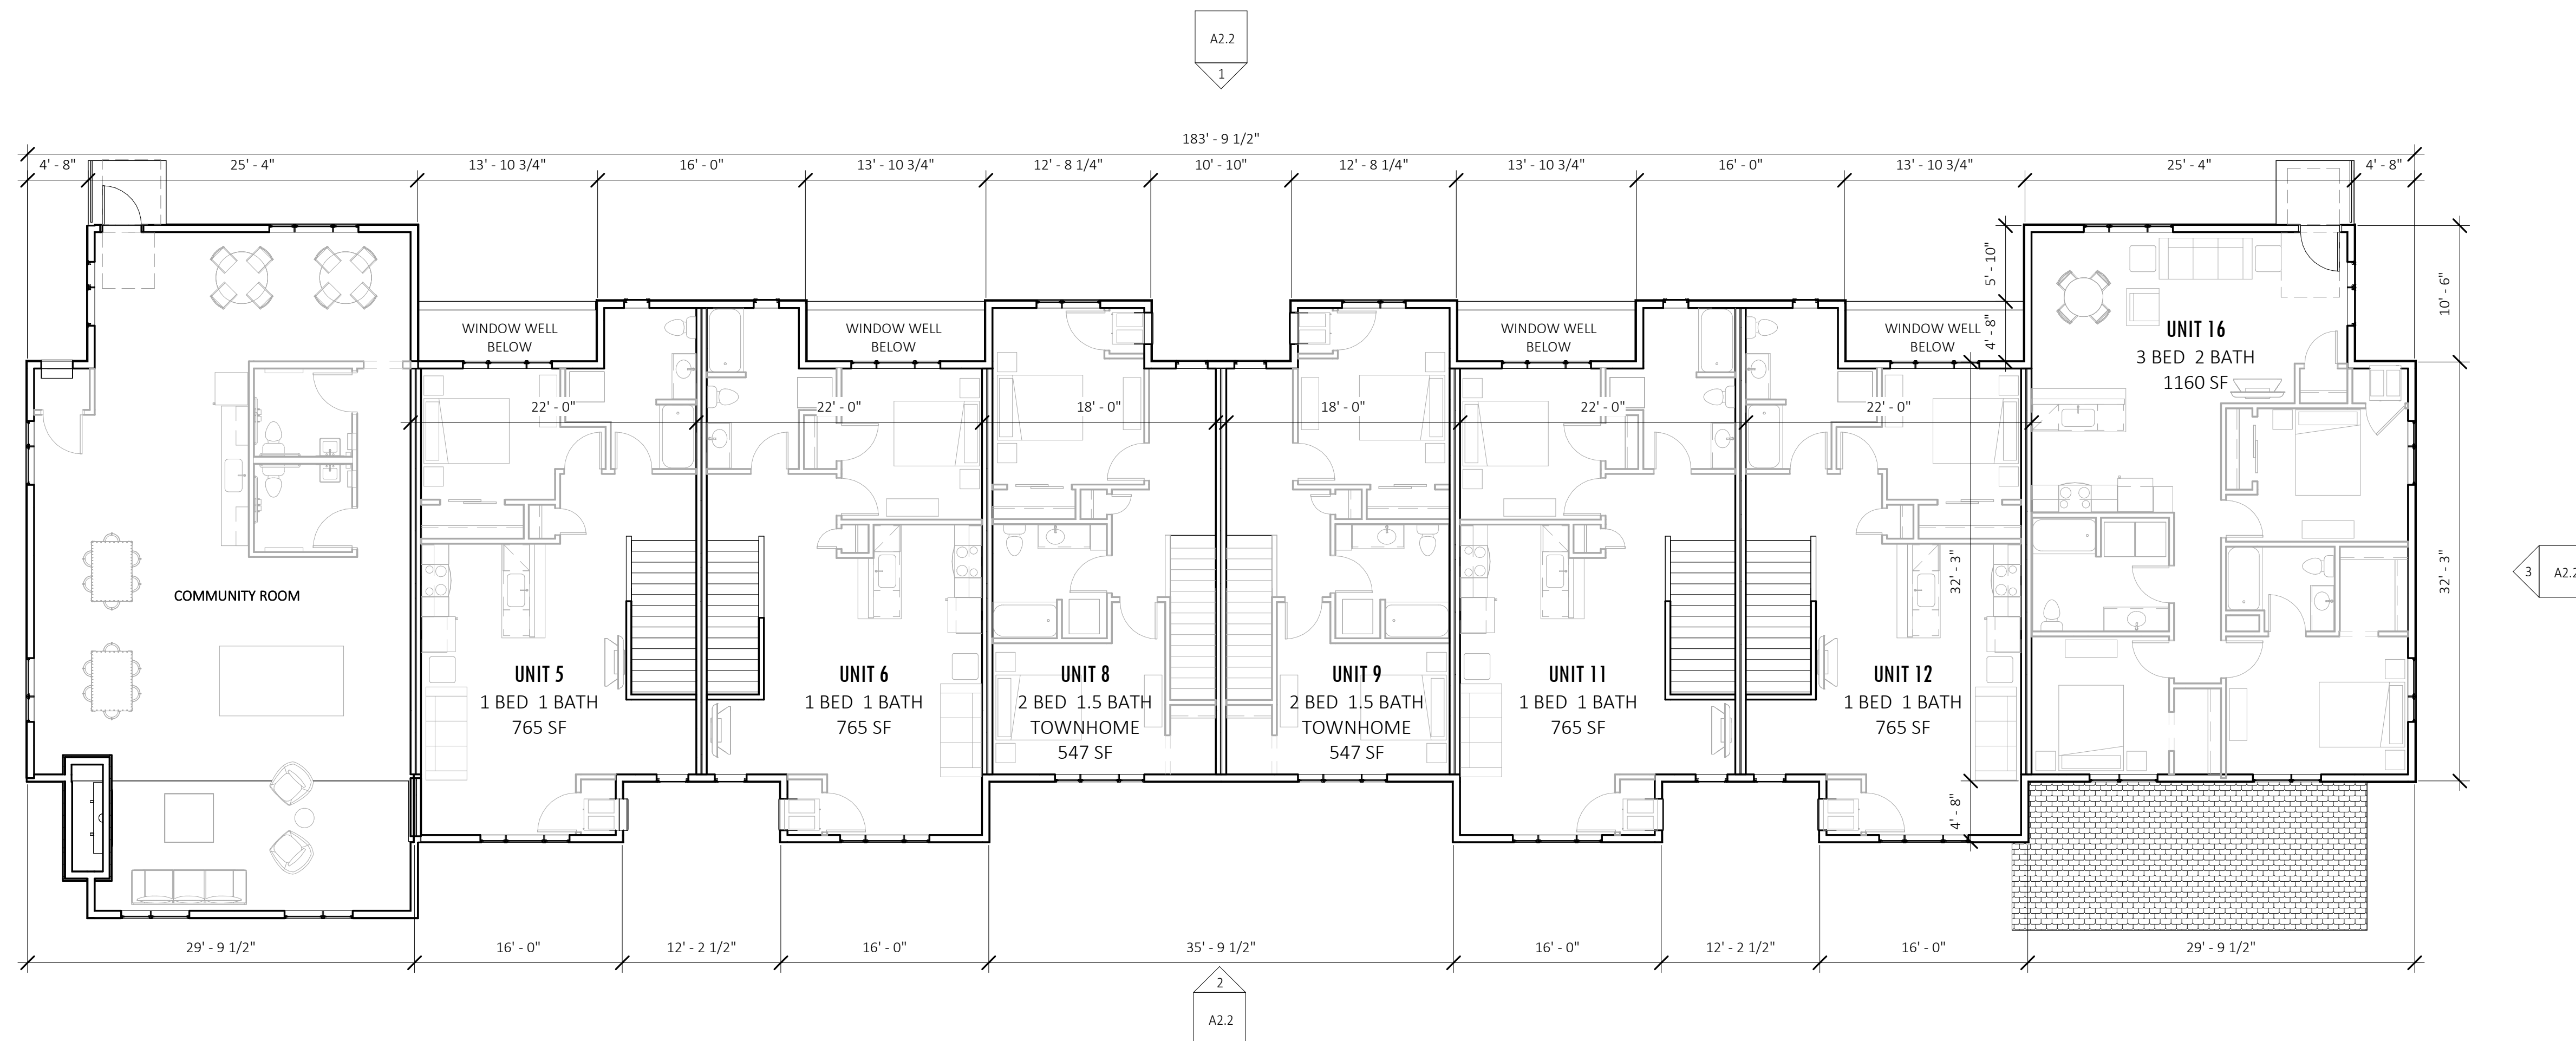 A2.2
1
183' - 9 1/2"
4' - 8"
25' - 4"
13' - 10 3/4"
16' - 0"
13' - 10 3/4"
12' - 8 1/4"
10' - 10"
12' - 8 1/4"
13' - 10 3/4"
16' - 0"
13' - 10 3/4"
25' - 4"
4' - 8"
5' - 10"
10' - 6"
4' - 8"
WINDOW WELL
BELOW
WINDOW WELL
BELOW
WINDOW WELL
BELOW
WINDOW WELL
BELOW
UNIT 16
3 BED 2 BATH
1160 SF
22' - 0"
22' - 0"
18' - 0"
18' - 0"
22' - 0"
22' - 0"
32' - 3"
32' - 3"
3
A2.2
COMMUNITY ROOM
UNIT 5
1 BED 1 BATH
765 SF
UNIT 6
1 BED 1 BATH
765 SF
UNIT 8
2 BED 1.5 BATH
TOWNHOME
547 SF
UNIT 9
2 BED 1.5 BATH
TOWNHOME
547 SF
UNIT 11
1 BED 1 BATH
765 SF
UNIT 12
1 BED 1 BATH
765 SF
4' - 8"
29' - 9 1/2"
16' - 0"
12' - 2 1/2"
16' - 0"
35' - 9 1/2"
16' - 0"
12' - 2 1/2"
16' - 0"
29' - 9 1/2"
2
A2.2